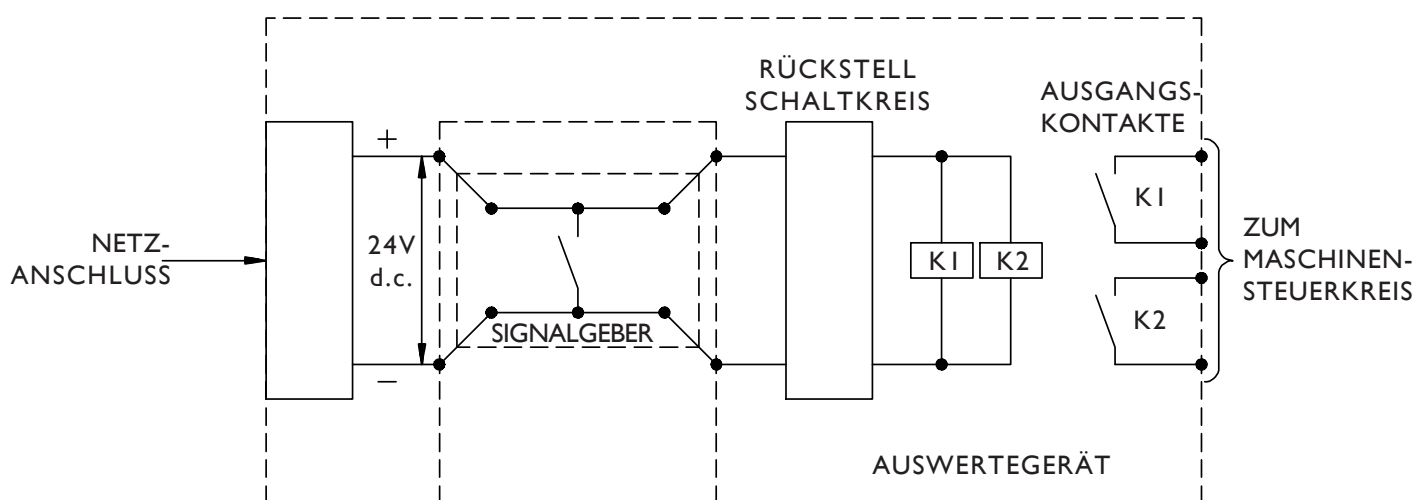 RÜCKSTELL
SCHALTKREIS
AUSGANGS-
KONTAKTE
+
K1
NETZ-
ANSCHLUSS
24V
d.c.
K1
K2
ZUM
MASCHINEN-
STEUERKREIS
K2
SIGNALGEBER
–
AUSWERTEGERÄT